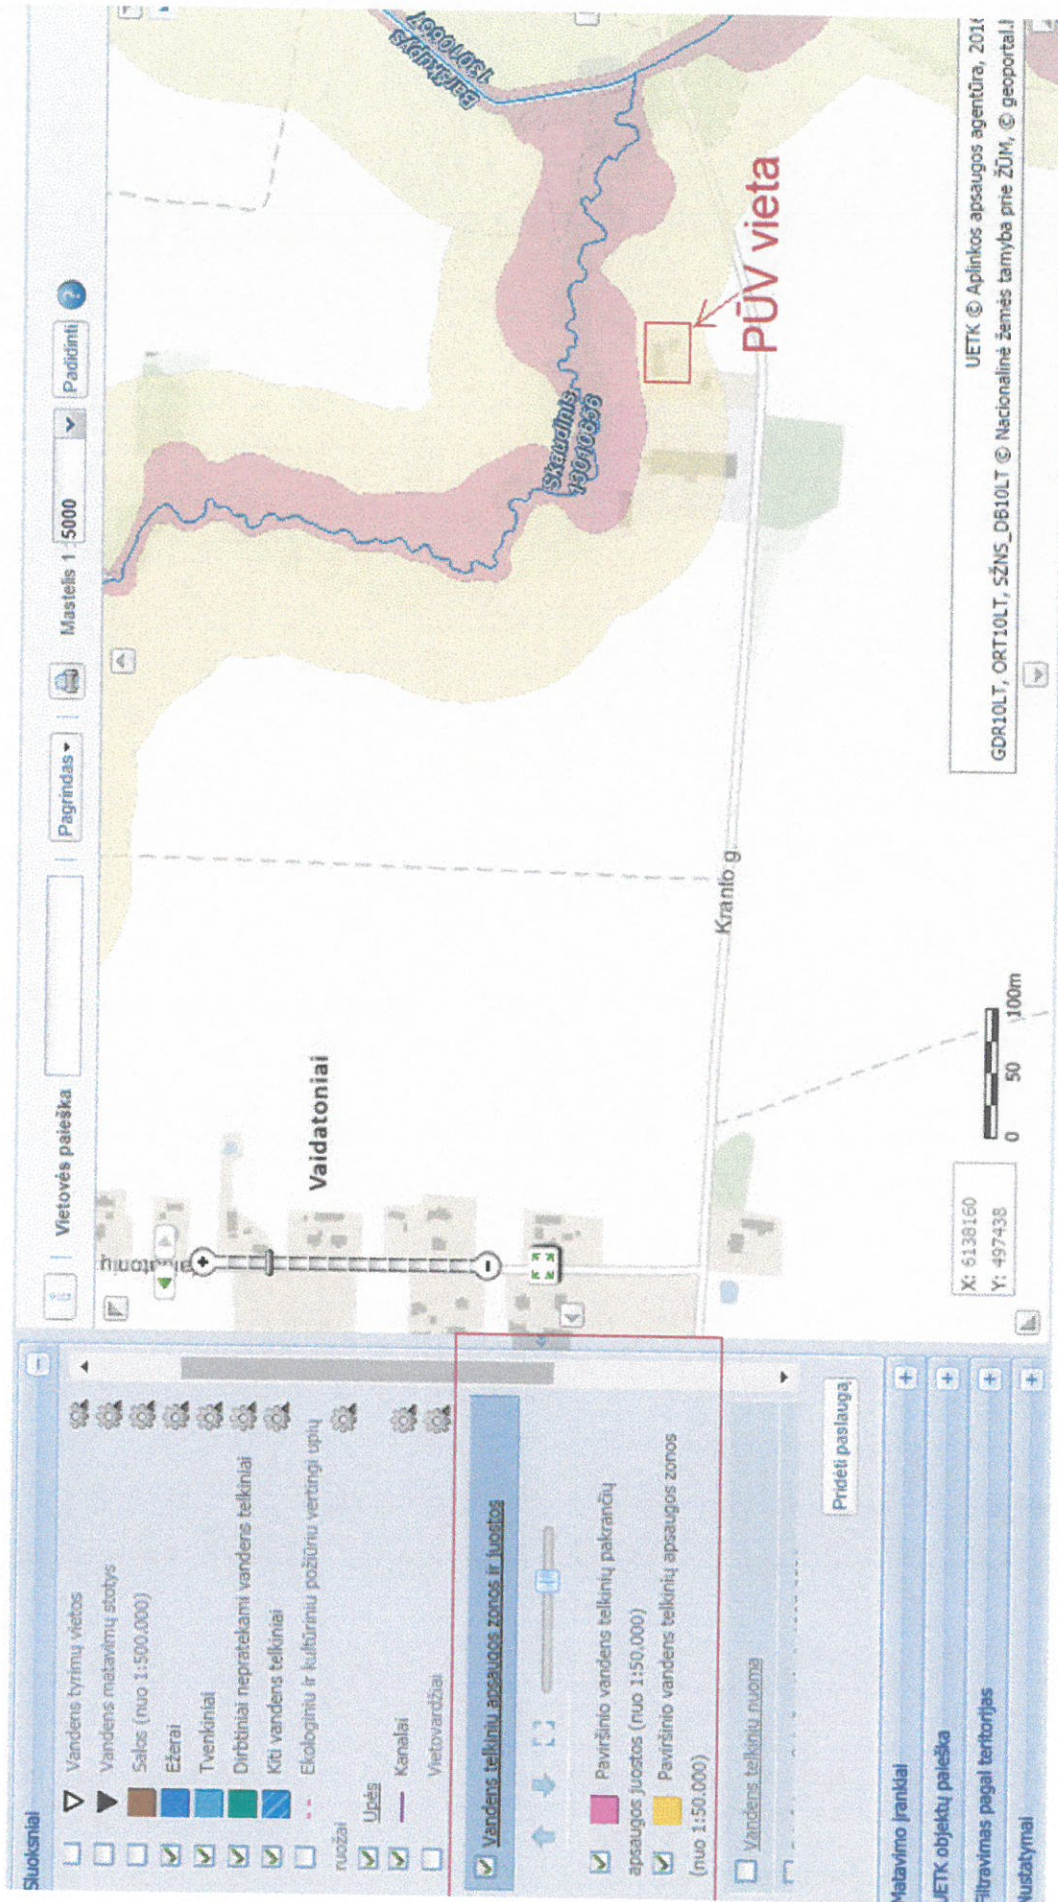 Sluoksniai
Vandens tyrimų vietos
Vandens matavimų stotys
Salos (nuo 1:500.000)
Ežerai
Tvenkiniai
Dirbtiniai nepratekami vandens telkiniai
Kiti vandens telkiniai
Ekologiniu ir kultūriniu požiūriu vertingi upių
ruožai
Upės
Kanalai
Vietovardžiai
Vandens telkinių apsaugos zonos ir juostos
Paviršinio vandens telkinių pakrančių
apsaugos juostos (nuo 1:50.000)
Paviršinio vandens telkinių apsaugos zonos
(nuo 1:50.000)
Vandens telkinių nuoma
Pridėti paslaugą
Matavimo įrankiai
UETK objektų paieška
Filtravimas pagal teritorijas
Nustatymai
Vietovės paieška
Pagrindas
Mastelis 1: 5000
Padidinti
Vaidatoniai
Kranto g.
Skaudinis
13010656
Barškupys
13010667
PŪV vieta
X: 6138160
Y: 497438
0 50 100m
UETK © Aplinkos apsaugos agentūra, 2016
GDR10LT, ORT10LT, SŽNS_DB10LT © Nacionalinė žemės tarnyba prie ŽŪM, © geoportal.l